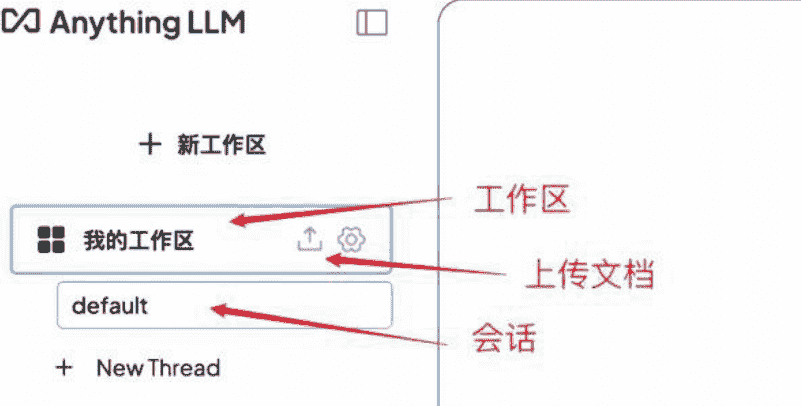 Anything LLM
+ 新工作区
工作区
我的工作区
上传文档
default
会话
+ New Thread